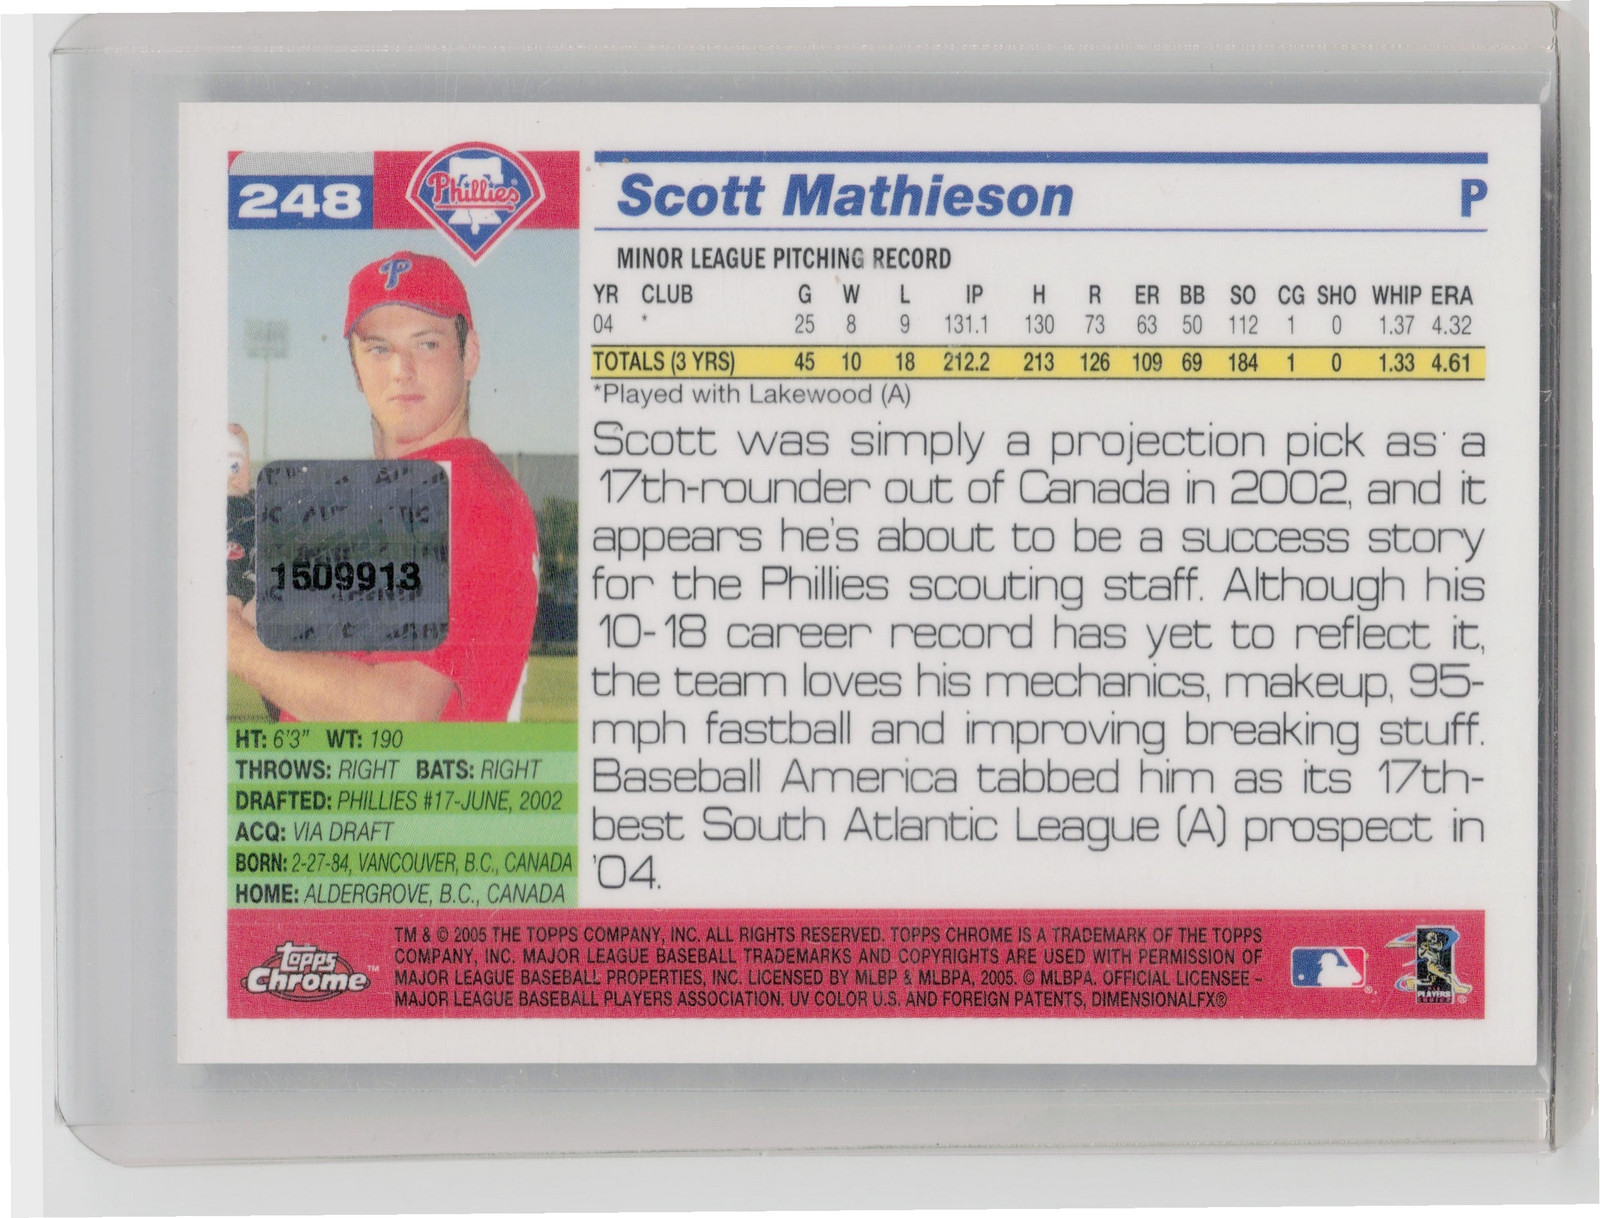 248
Phillies
Scott Mathieson P
MINOR LEAGUE PITCHING RECORD
YR CLUB G W L IP H R ER BB SO CG SHO WHIP ERA
04 * 25 8 9 131.1 130 73 63 50 112 1 0 1.37 4.32
TOTALS (3 YRS) 45 10 18 212.2 213 126 109 69 184 1 0 1.33 4.61
*Played with Lakewood (A)
Scott was simply a projection pick as a
17th-rounder out of Canada in 2002, and it
appears he's about to be a success story
for the Phillies scouting staff. Although his
10-18 career record has yet to reflect it,
the team loves his mechanics, makeup, 95-
mph fastball and improving breaking stuff.
Baseball America tabbed him as its 17th-
best South Atlantic League (A) prospect in
'04.
P
1509913
HT: 6'3" WT: 190
THROWS: RIGHT BATS: RIGHT
DRAFTED: PHILLIES #17-JUNE, 2002
ACQ: VIA DRAFT
BORN: 2-27-84, VANCOUVER, B.C., CANADA
HOME: ALDERGROVE, B.C., CANADA
Topps
Chrome™
TM & © 2005 THE TOPPS COMPANY, INC. ALL RIGHTS RESERVED. TOPPS CHROME IS A TRADEMARK OF THE TOPPS
COMPANY, INC. MAJOR LEAGUE BASEBALL TRADEMARKS AND COPYRIGHTS ARE USED WITH PERMISSION OF
MAJOR LEAGUE BASEBALL PROPERTIES, INC. LICENSED BY MLBP & MLBPA, 2005. © MLBPA. OFFICIAL LICENSEE –
MAJOR LEAGUE BASEBALL PLAYERS ASSOCIATION. UV COLOR U.S. AND FOREIGN PATENTS, DIMENSIONALFX®
PLAYERS